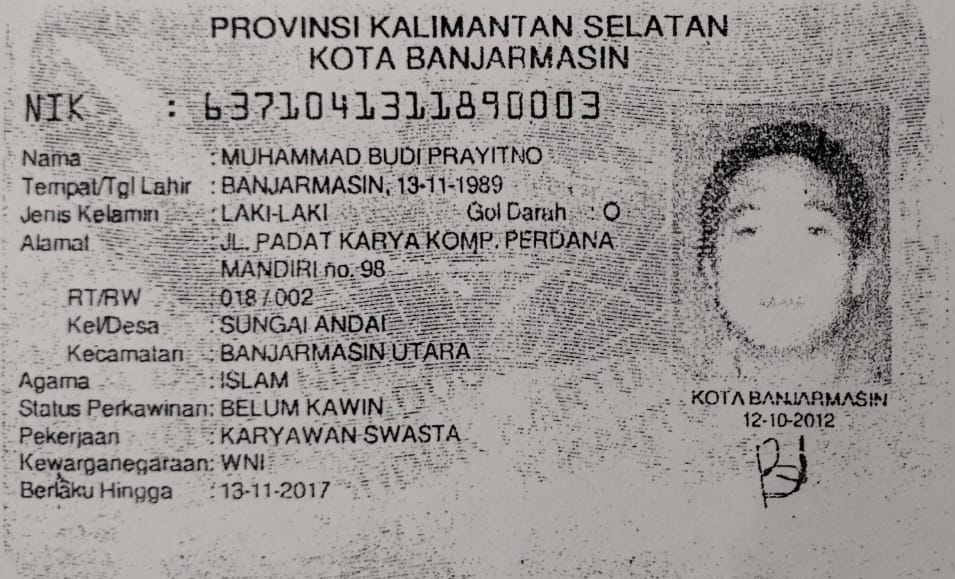 PROVINSI KALIMANTAN SELATAN
KOTA BANJARMASIN
NIK : 6371041311890003
Nama : MUHAMMAD BUDI PRAYITNO
Tempat/Tgl Lahir : BANJARMASIN, 13-11-1989
Jenis Kelamin : LAKI-LAKI Gol Darah : O
Alamat : JL. PADAT KARYA KOMP. PERDANA
MANDIRI no. 98
RT/RW : 018 / 002
Kel/Desa : SUNGAI ANDAI
Kecamatan : BANJARMASIN UTARA
Agama : ISLAM
Status Perkawinan: BELUM KAWIN
Pekerjaan : KARYAWAN SWASTA
Kewarganegaraan: WNI
Berlaku Hingga : 13-11-2017
KOTA BANJARMASIN
12-10-2012